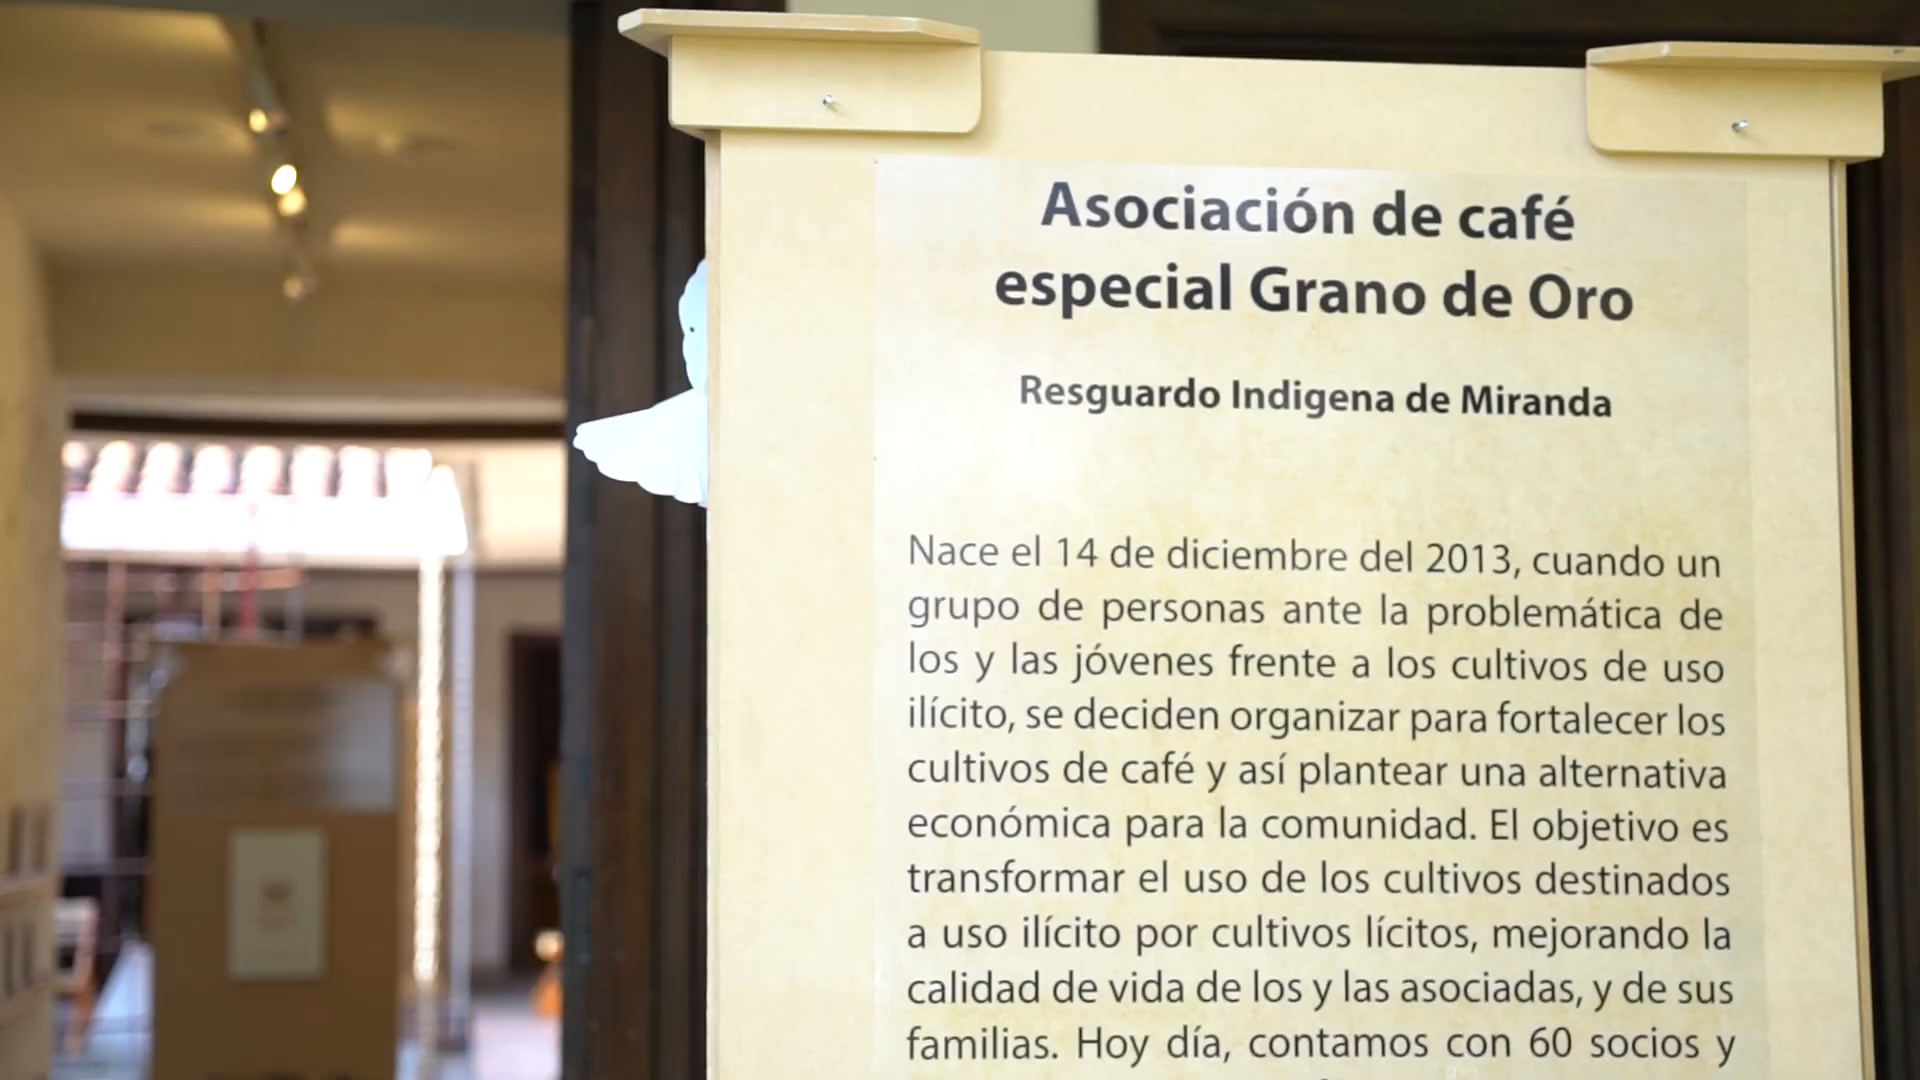 Asociación de café
especial Grano de Oro
Resguardo Indigena de Miranda
Nace el 14 de diciembre del 2013, cuando un
grupo de personas ante la problemática de
los y las jóvenes frente a los cultivos de uso
ilícito, se deciden organizar para fortalecer los
cultivos de café y así plantear una alternativa
económica para la comunidad. El objetivo es
transformar el uso de los cultivos destinados
a uso ilícito por cultivos lícitos, mejorando la
calidad de vida de los y las asociadas, y de sus
familias. Hoy día, contamos con 60 socios y